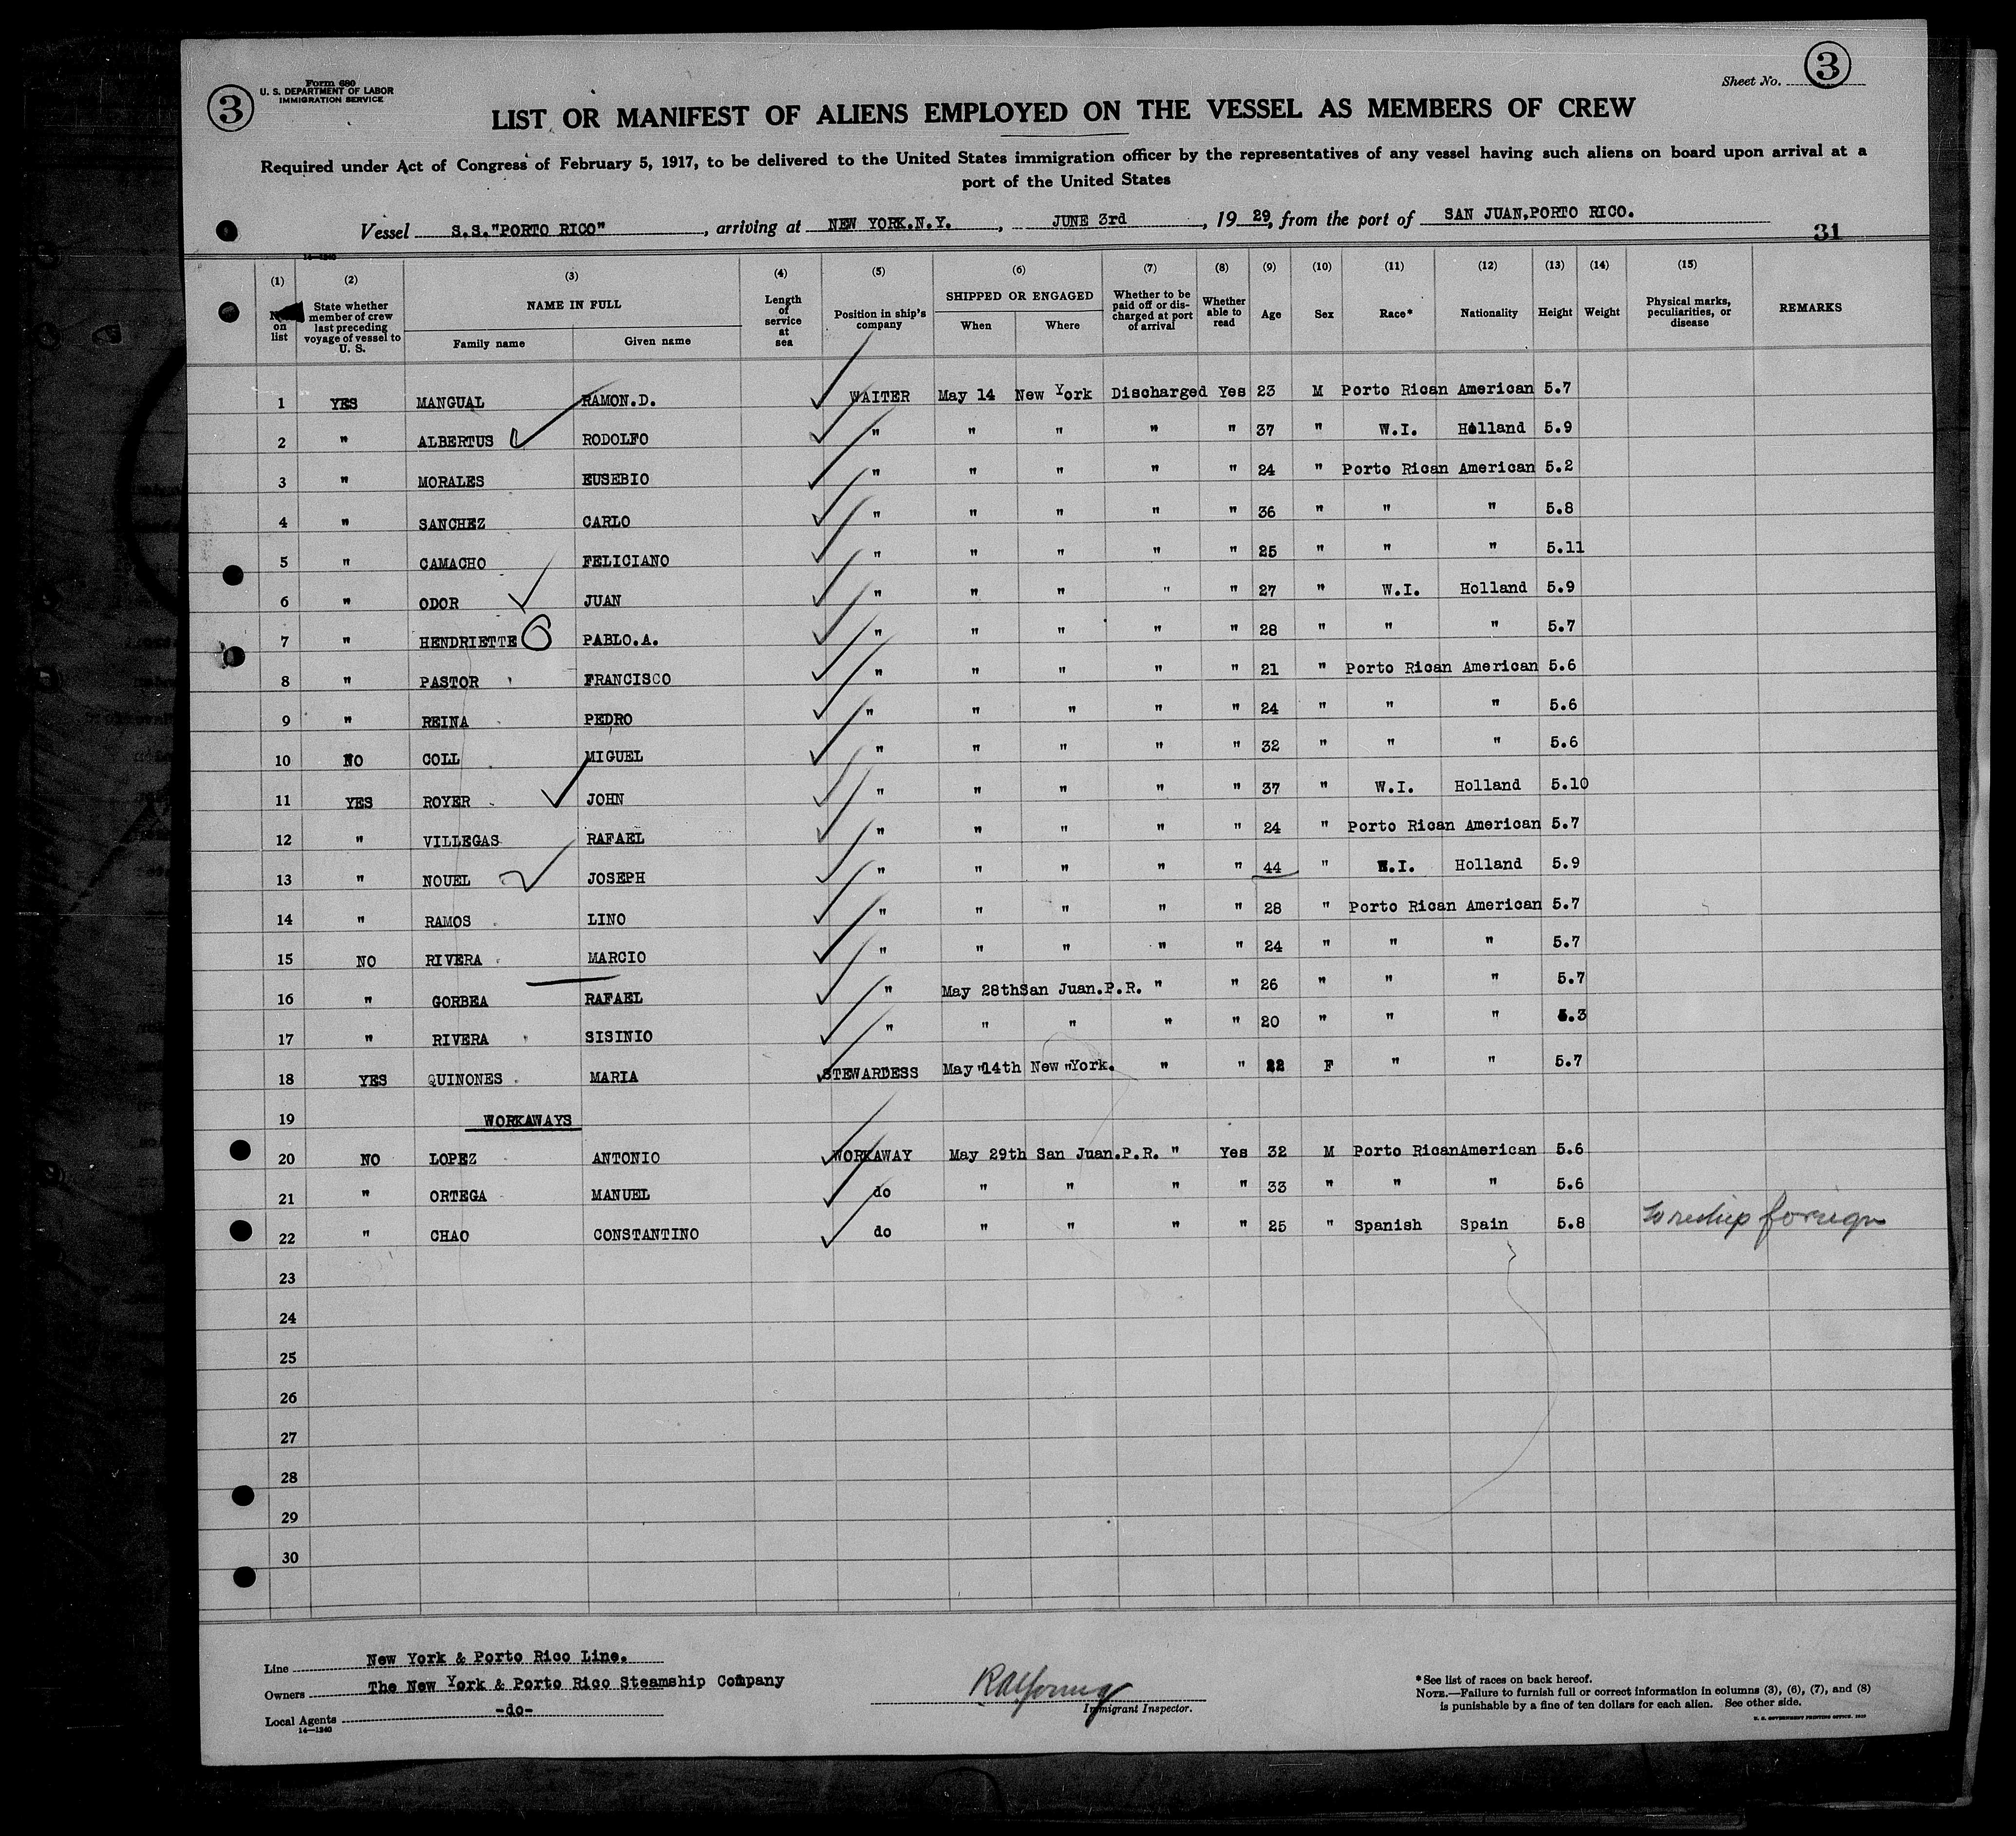 3
Form 680
U. S. DEPARTMENT OF LABOR
IMMIGRATION SERVICE
Sheet No. 3
LIST OR MANIFEST OF ALIENS EMPLOYED ON THE VESSEL AS MEMBERS OF CREW
Required under Act of Congress of February 5, 1917, to be delivered to the United States immigration officer by the representatives of any vessel having such aliens on board upon arrival at a
port of the United States
Vessel S.S."PORTO RICO", arriving at NEW YORK.N.Y., JUNE 3rd, 1929, from the port of SAN JUAN,PORTO RICO.
31
14—1240
(1) (2) (3) (4) (5) (6) (7) (8) (9) (10) (11) (12) (13) (14) (15)
on list
State whether member of crew last preceding voyage of vessel to U. S.
NAME IN FULL
Family name Given name
Length of service at sea
Position in ship's company
SHIPPED OR ENGAGED
When Where
Whether to be paid off or discharged at port of arrival
Whether able to read
Age Sex Race* Nationality Height Weight
Physical marks, peculiarities, or disease
REMARKS
1 YES MANGUAL RAMON.D. WAITER May 14 New York Discharged Yes 23 M Porto Rican American 5.7
2 " ALBERTUS RODOLFO " " " " " 37 " W.I. Holland 5.9
3 " MORALES EUSEBIO " " " " " 24 " Porto Rican American 5.2
4 " SANCHEZ CARLO " " " " " 36 " " " 5.8
5 " CAMACHO FELICIANO " " " " " 25 " " " 5.11
6 " ODOR JUAN " " " " " 27 " W.I. Holland 5.9
7 " HENDRIETTE PABLO.A. " " " " " 28 " " " 5.7
8 " PASTOR FRANCISCO " " " " " 21 " Porto Rican American 5.6
9 " REINA PEDRO " " " " " 24 " " " 5.6
10 NO COLL MIGUEL " " " " " 32 " " " 5.6
11 YES ROYER JOHN " " " " " 37 " W.I. Holland 5.10
12 " VILLEGAS RAFAEL " " " " " 24 " Porto Rican American 5.7
13 " NOUEL JOSEPH " " " " " 44 " W.I. Holland 5.9
14 " RAMOS LINO " " " " " 28 " Porto Rican American 5.7
15 NO RIVERA MARCIO " " " " " 24 " " " 5.7
16 " GORBEA RAFAEL " May 28th San Juan.P.R. " " 26 " " " 5.7
17 " RIVERA SISINIO " " " " " 20 " " " 5.3
18 YES QUINONES MARIA STEWARDESS May 14th New York. " " 22 F " " 5.7
19 WORKAWAYS
20 NO LOPEZ ANTONIO WORKAWAY May 29th San Juan.P.R. " Yes 32 M Porto Rican American 5.6
21 " ORTEGA MANUEL do " " " " 33 " " " 5.6
22 " CHAO CONSTANTINO do " " " " 25 " Spanish Spain 5.8 to reship foreign
23
24
25
26
27
28
29
30
Line New York & Porto Rico Line.
Owners The New York & Porto Rico Steamship Company
Local Agents -do-
14—1240
Immigrant Inspector.
*See list of races on back hereof.
NOTE.—Failure to furnish full or correct information in columns (3), (6), (7), and (8)
is punishable by a fine of ten dollars for each alien. See other side.